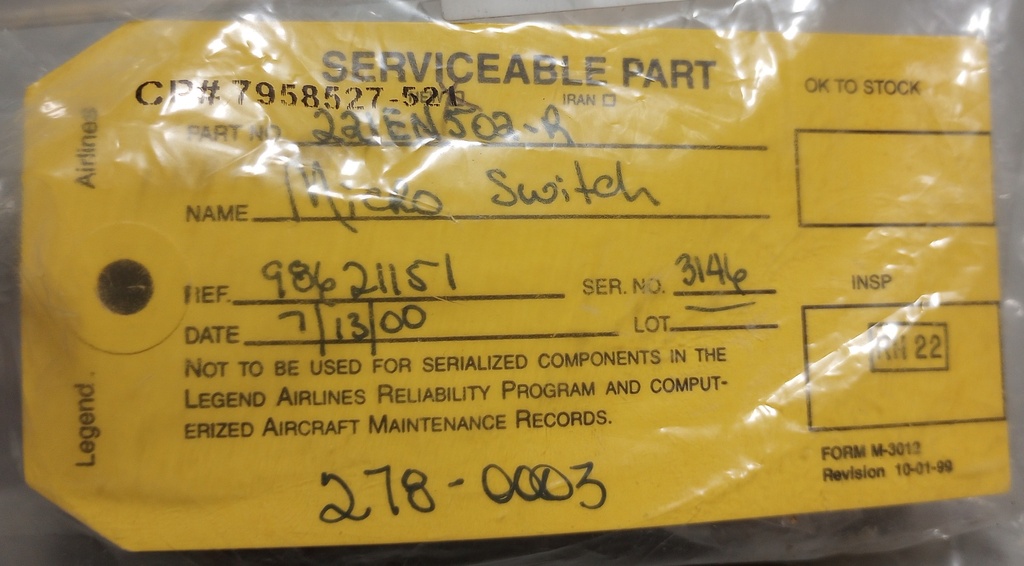 SERVICEABLE PART
CP# 7958527-521
IRAN
OK TO STOCK
PART NO. 221EN502-R
NAME Micro Switch
REF. 98621151 SER. NO. 3146
INSP
DATE 7/13/00 LOT
RH 22
NOT TO BE USED FOR SERIALIZED COMPONENTS IN THE
LEGEND AIRLINES RELIABILITY PROGRAM AND COMPUT-
ERIZED AIRCRAFT MAINTENANCE RECORDS.
FORM M-3012
Revision 10-01-99
278-0003
Legend Airlines